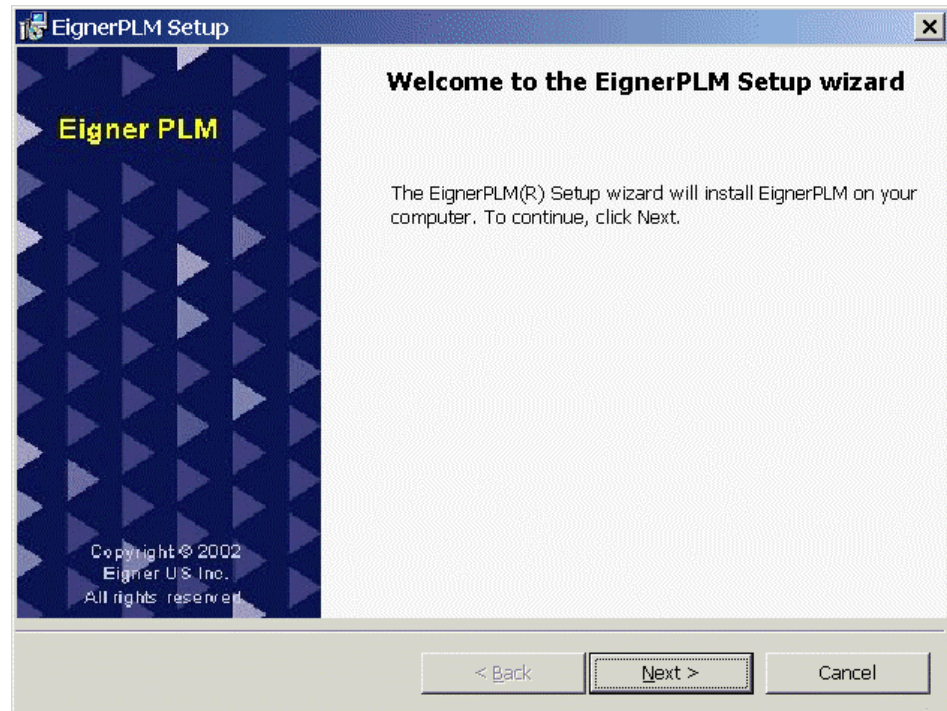 EignerPLM Setup
Eigner PLM
Welcome to the EignerPLM Setup wizard
The EignerPLM(R) Setup wizard will install EignerPLM on your
computer. To continue, click Next.
Copyright © 2002
Eigner US Inc.
All rights reserved.
< Back
Next >
Cancel